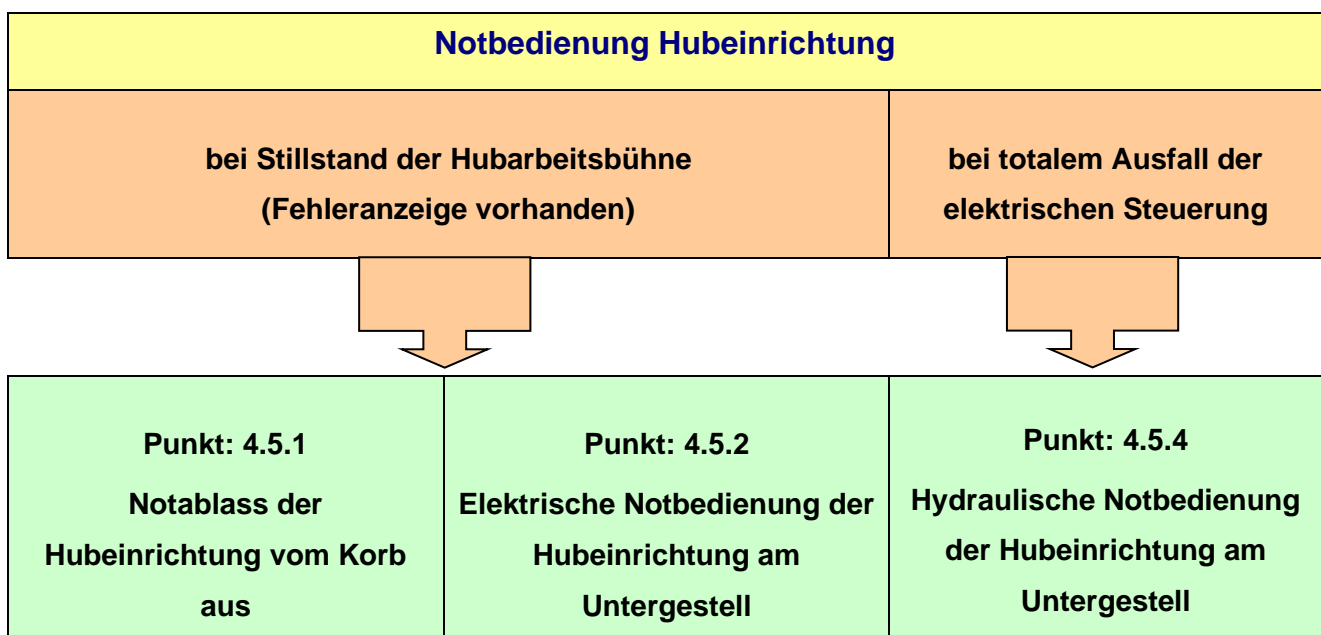 Notbedienung Hubeinrichtung
bei Stillstand der Hubarbeitsbühne
(Fehleranzeige vorhanden)
bei totalem Ausfall der
elektrischen Steuerung
Punkt: 4.5.1
Notablass der
Hubeinrichtung vom Korb
aus
Punkt: 4.5.2
Elektrische Notbedienung der
Hubeinrichtung am
Untergestell
Punkt: 4.5.4
Hydraulische Notbedienung
der Hubeinrichtung am
Untergestell